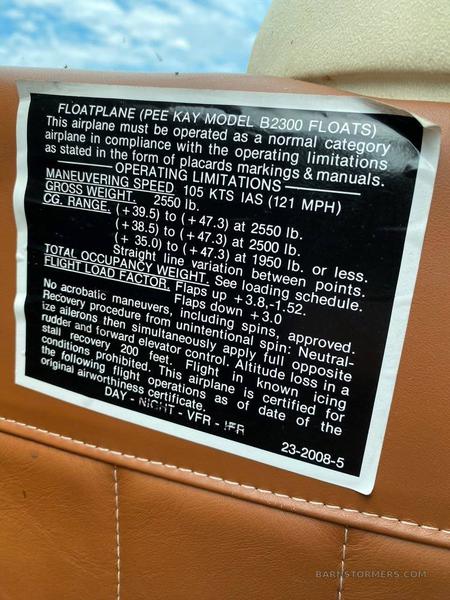 FLOATPLANE (PEE KAY MODEL B2300 FLOATS)
This airplane must be operated as a normal category
airplane in compliance with the operating limitations
as stated in the form of placards markings & manuals.
OPERATING LIMITATIONS
MANEUVERING SPEED 105 KTS IAS (121 MPH)
GROSS WEIGHT. 2550 lb.
CG. RANGE. (+39.5) to (+47.3) at 2550 lb.
(+38.5) to (+47.3) at 2500 lb.
(+ 35.0) to (+47.3) at 1950 lb. or less.
Straight line variation between points.
TOTAL OCCUPANCY WEIGHT. See loading schedule.
FLIGHT LOAD FACTOR. Flaps up +3.8,-1.52.
Flaps down +3.0
No acrobatic maneuvers, including spins, approved.
Recovery procedure from unintentional spin: Neutral-
ize ailerons then simultaneously apply full opposite
rudder and forward elevator control. Altitude loss in a
stall recovery 200 feet. Flight in known icing
conditions prohibited. This airplane is certified for
the following flight operations as of date of the
original airworthiness certificate.
DAY - NIGHT - VFR - IFR
23-2008-5
BARNSTORMERS.COM